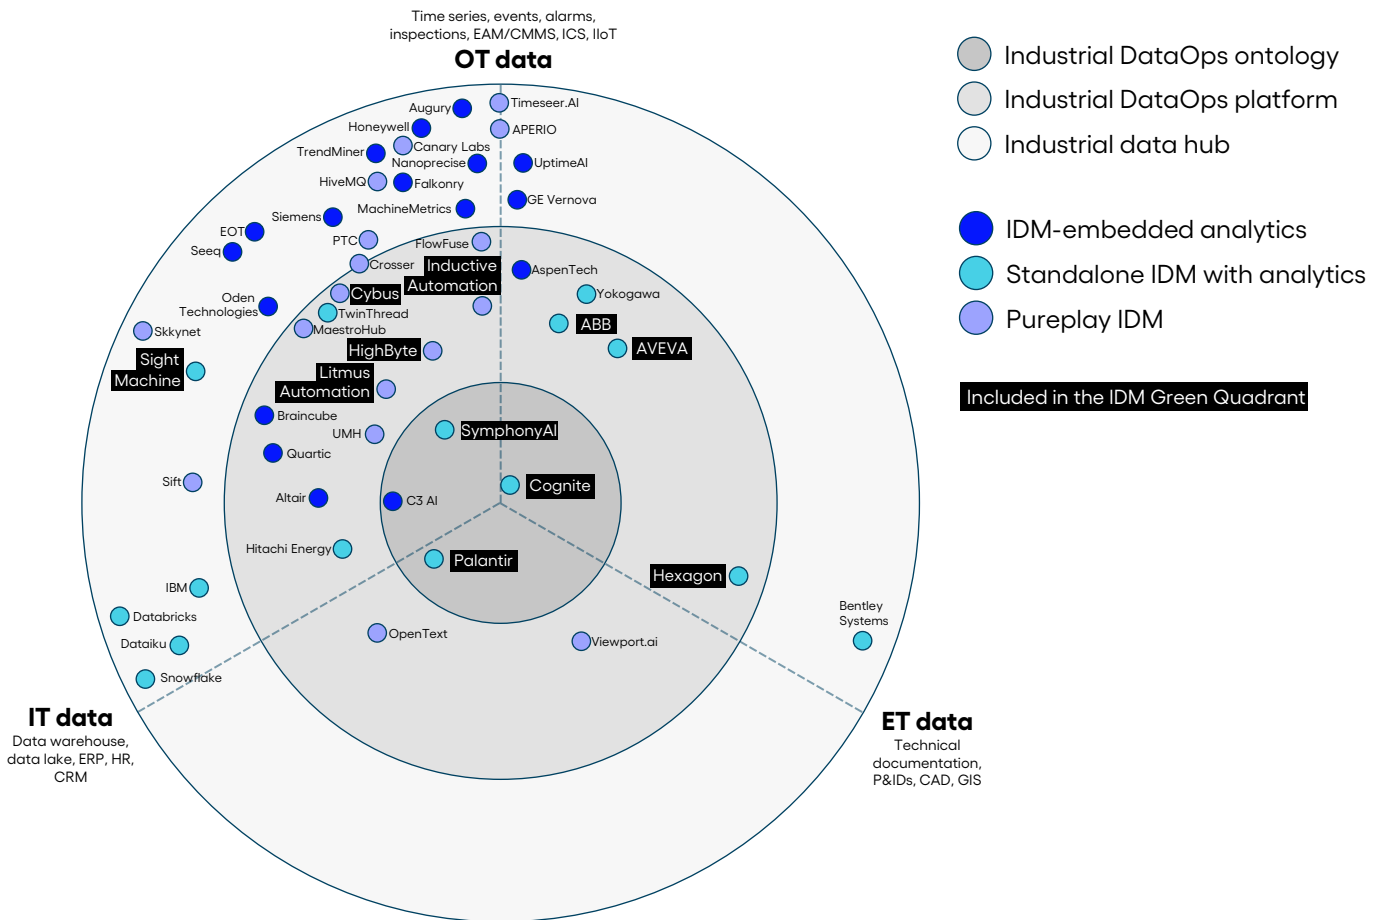 Time series, events, alarms,
inspections, EAM/CMMS, ICS, IIoT
OT data
Industrial DataOps ontology
Industrial DataOps platform
Industrial data hub
IDM-embedded analytics
Standalone IDM with analytics
Pureplay IDM
Included in the IDM Green Quadrant
Augury
Timeseer.AI
Honeywell
APERIO
Canary Labs
TrendMiner
Nanoprecise
UptimeAI
HiveMQ
Falkonry
GE Vernova
MachineMetrics
Siemens
EOT
PTC
FlowFuse
Seeq
Crosser
Inductive
Automation
AspenTech
Cybus
Yokogawa
Oden
Technologies
TwinThread
ABB
Skkynet
MaestroHub
AVEVA
HighByte
Sight
Machine
Litmus
Automation
Braincube
UMH
SymphonyAI
Quartic
Sift
Cognite
Altair
C3 AI
Hitachi Energy
Palantir
Hexagon
IBM
Databricks
Bentley
Systems
Dataiku
OpenText
Viewport.ai
Snowflake
IT data
Data warehouse,
data lake, ERP, HR,
CRM
ET data
Technical
documentation,
P&IDs, CAD, GIS